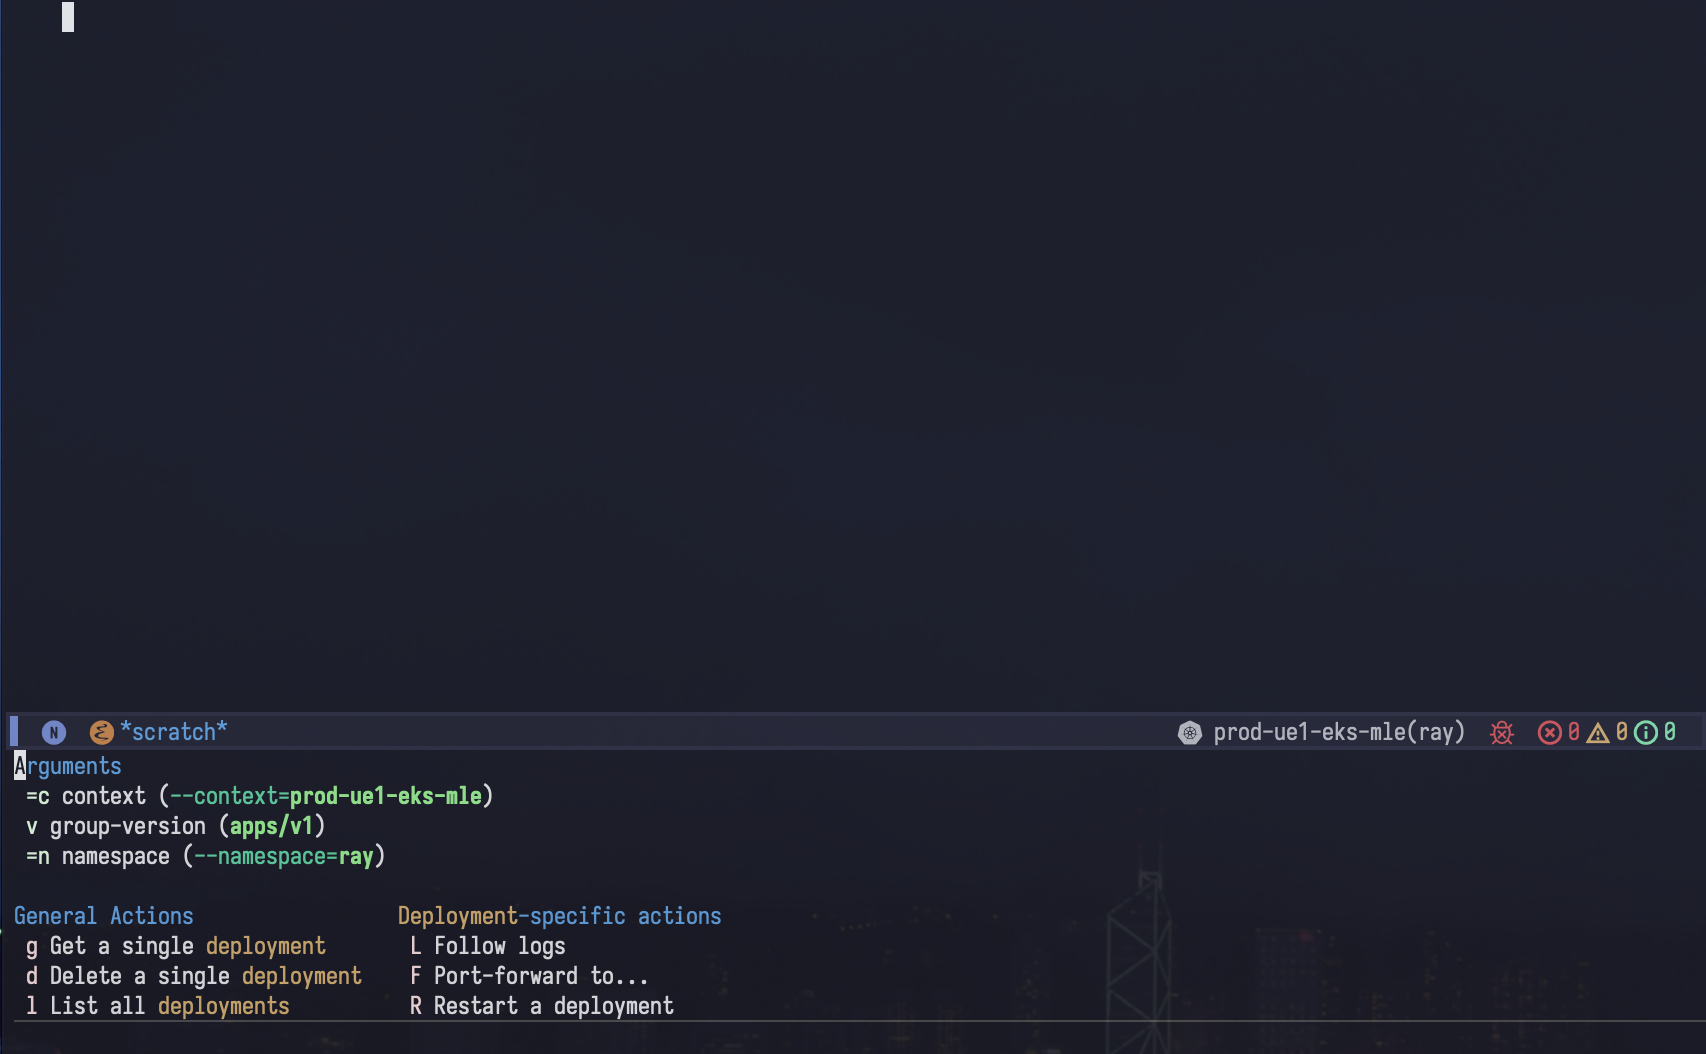 N *scratch* prod-ue1-eks-mle(ray) 0 0 0
Arguments
=c context (--context=prod-ue1-eks-mle)
v group-version (apps/v1)
=n namespace (--namespace=ray)
General Actions
g Get a single deployment
d Delete a single deployment
l List all deployments
Deployment-specific actions
L Follow logs
F Port-forward to...
R Restart a deployment